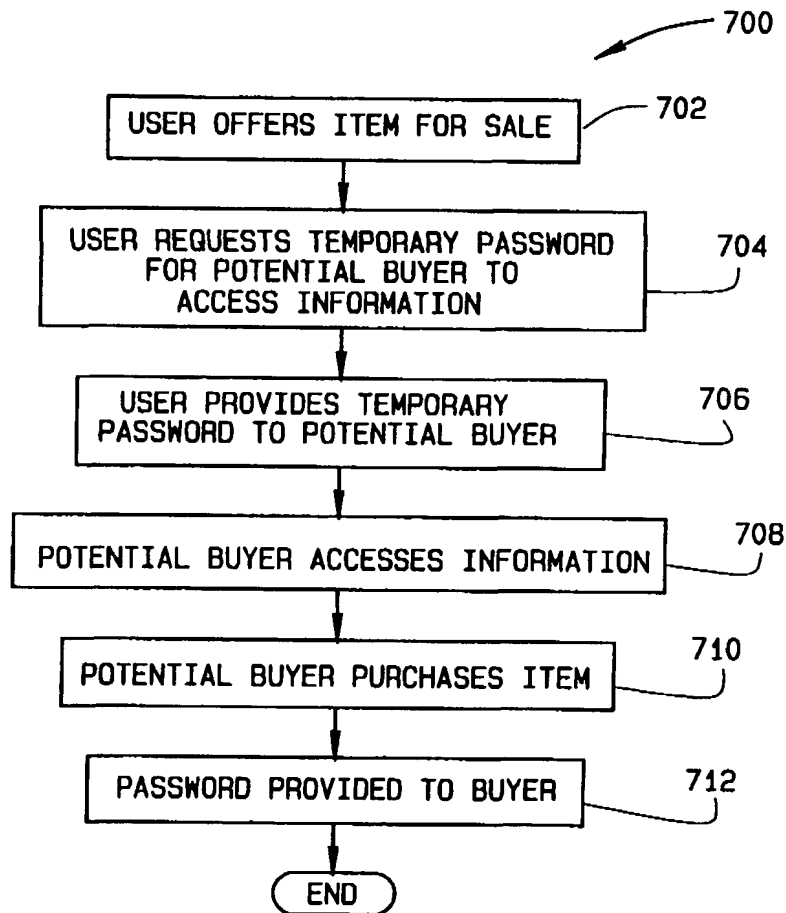 700
USER OFFERS ITEM FOR SALE
702
USER REQUESTS TEMPORARY PASSWORD
FOR POTENTIAL BUYER TO
ACCESS INFORMATION
704
USER PROVIDES TEMPORARY
PASSWORD TO POTENTIAL BUYER
706
POTENTIAL BUYER ACCESSES INFORMATION
708
POTENTIAL BUYER PURCHASES ITEM
710
PASSWORD PROVIDED TO BUYER
712
END